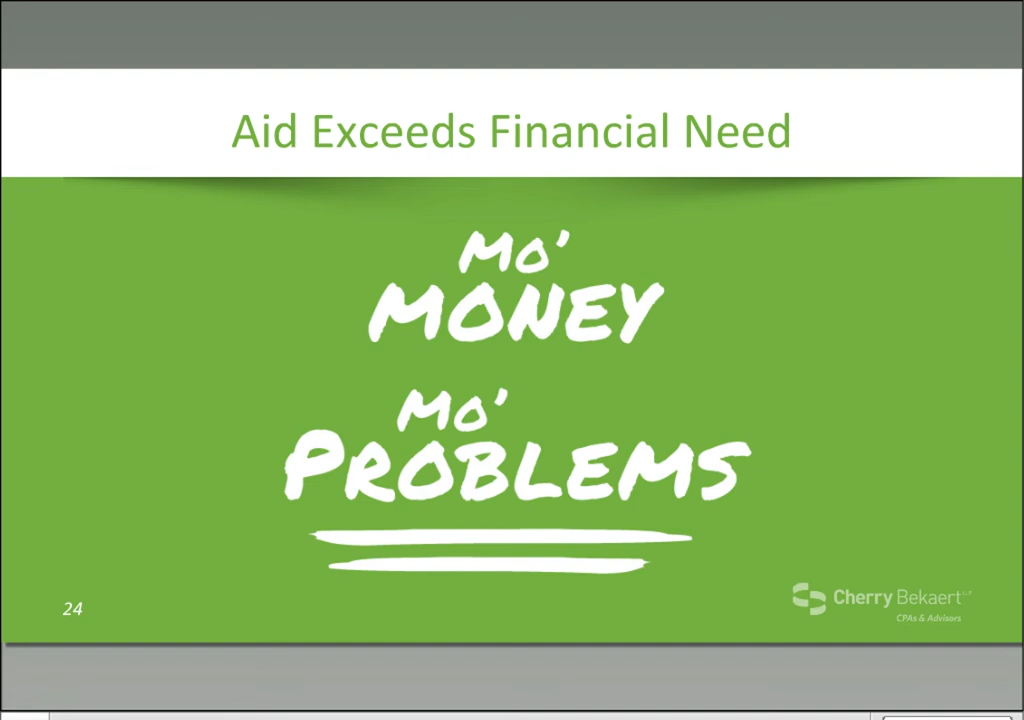 Aid Exceeds Financial Need
Mo'
MONEY
Mo'
PROBLEMS
24
Cherry Bekaert LLP
CPAs & Advisors